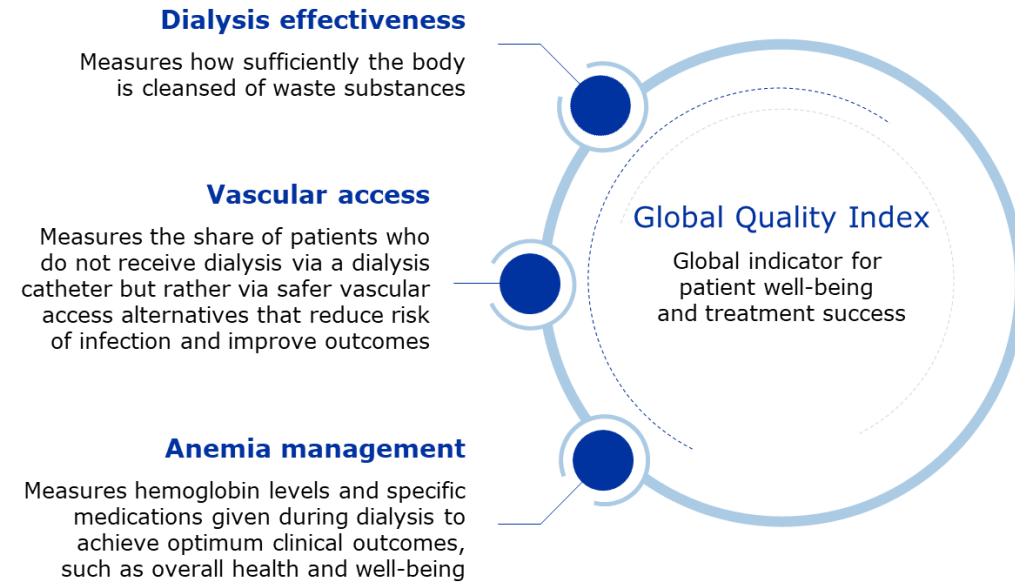 Dialysis effectiveness
Measures how sufficiently the body
is cleansed of waste substances
Vascular access
Measures the share of patients who
do not receive dialysis via a dialysis
catheter but rather via safer vascular
access alternatives that reduce risk
of infection and improve outcomes
Anemia management
Measures hemoglobin levels and specific
medications given during dialysis to
achieve optimum clinical outcomes,
such as overall health and well-being
Global Quality Index
Global indicator for
patient well-being
and treatment success